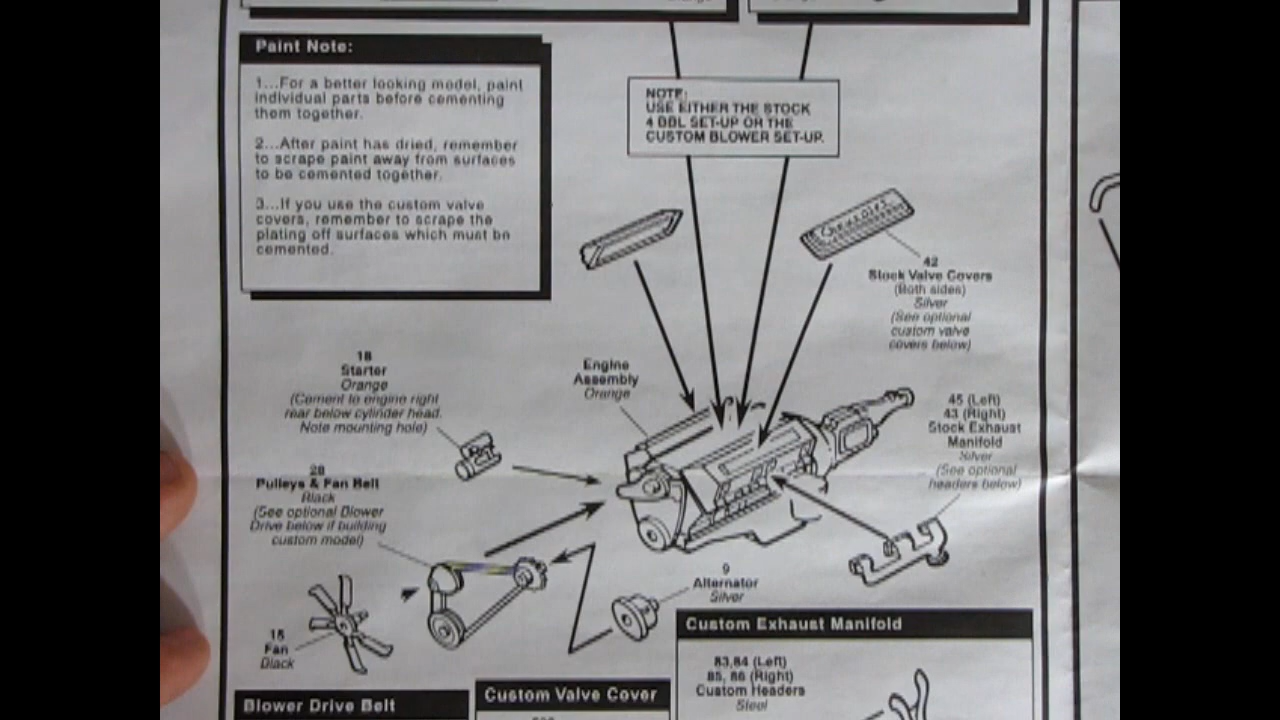 Orange
Paint Note:
1...For a better looking model, paint
individual parts before cementing
them together.
2...After paint has dried, remember
to scrape paint away from surfaces
to be cemented together.
3...If you use the custom valve
covers, remember to scrape the
plating off surfaces which must be
cemented.
NOTE:
USE EITHER THE STOCK
4 BBL SET-UP OR THE
CUSTOM BLOWER SET-UP.
Chevrolet
42
Stock Valve Covers
(Both sides)
Silver
(See optional
custom valve
covers below)
18
Starter
Orange
(Cement to engine right
rear below cylinder head.
Note mounting hole)
Engine
Assembly
Orange
45 (Left)
43 (Right)
Stock Exhaust
Manifold
Silver
(See optional
headers below)
28
Pulleys & Fan Belt
Black
(See optional Blower
Drive below if building
custom model)
9
Alternator
Silver
15
Fan
Black
Custom Exhaust Manifold
83,84 (Left)
85, 86 (Right)
Custom Headers
Steel
Blower Drive Belt
Custom Valve Cover